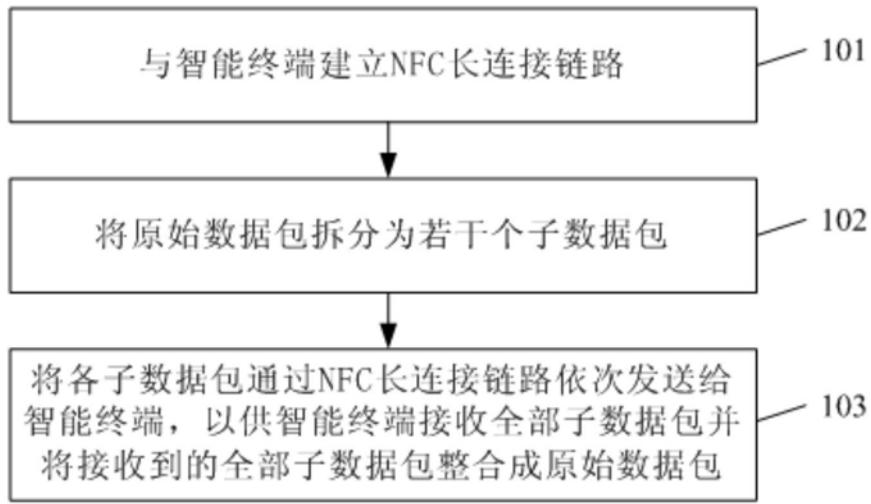 与智能终端建立NFC长连接链路
101
将原始数据包拆分为若干个子数据包
102
将各子数据包通过NFC长连接链路依次发送给
智能终端，以供智能终端接收全部子数据包并
将接收到的全部子数据包整合成原始数据包
103